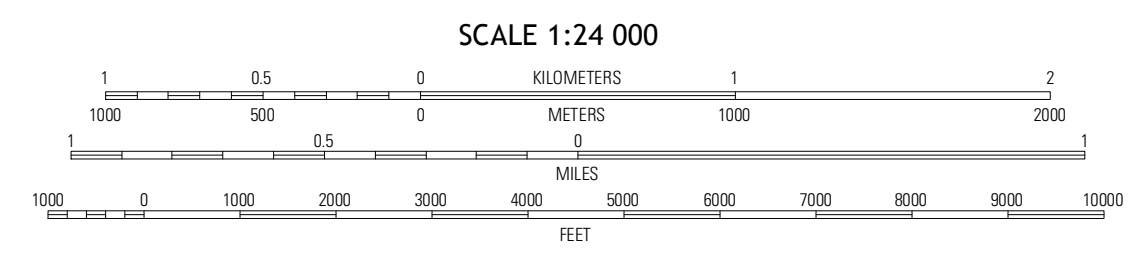 SCALE 1:24 000
1 0.5 0 KILOMETERS 1 2
1000 500 0 METERS 1000 2000
1 0.5 0 1
MILES
1000 0 1000 2000 3000 4000 5000 6000 7000 8000 9000 10000
FEET